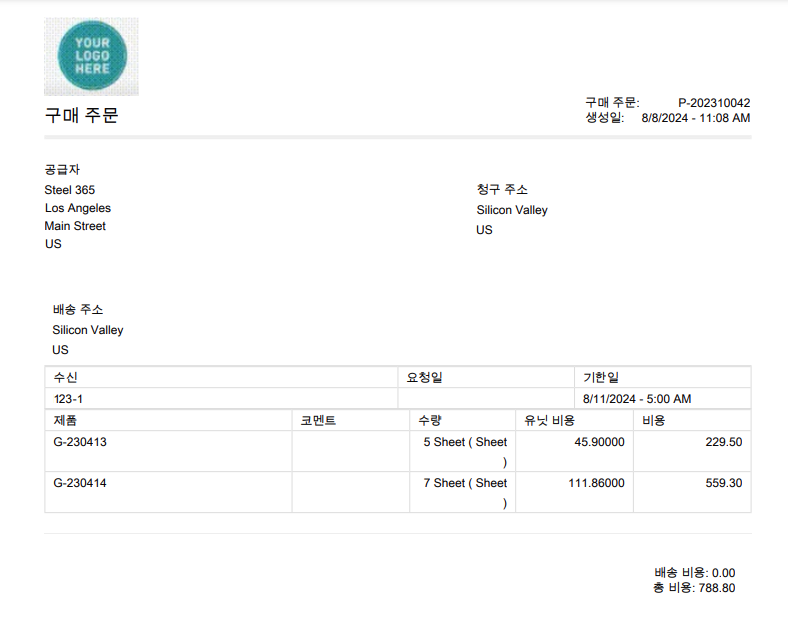 YOUR
LOGO
HERE
구매 주문
구매 주문: P-202310042
생성일: 8/8/2024 - 11:08 AM
공급자
Steel 365
Los Angeles
Main Street
US
청구 주소
Silicon Valley
US
배송 주소
Silicon Valley
US
수신 요청일 기한일
123-1 8/11/2024 - 5:00 AM
제품 코멘트 수량 유닛 비용 비용
G-230413 5 Sheet ( Sheet 45.90000 229.50
)
G-230414 7 Sheet ( Sheet 111.86000 559.30
)
배송 비용: 0.00
총 비용: 788.80